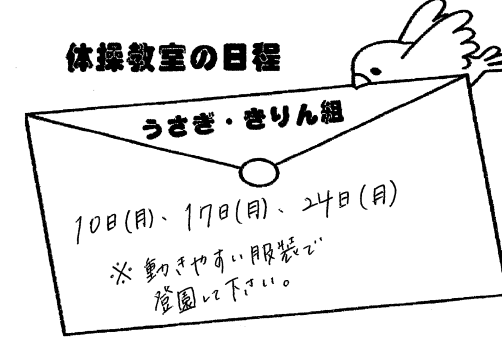 体操教室の日程
うさぎ・きりん組
10日(月)、17日(月)、24日(月)
※動きやすい服装で
登園して下さい。